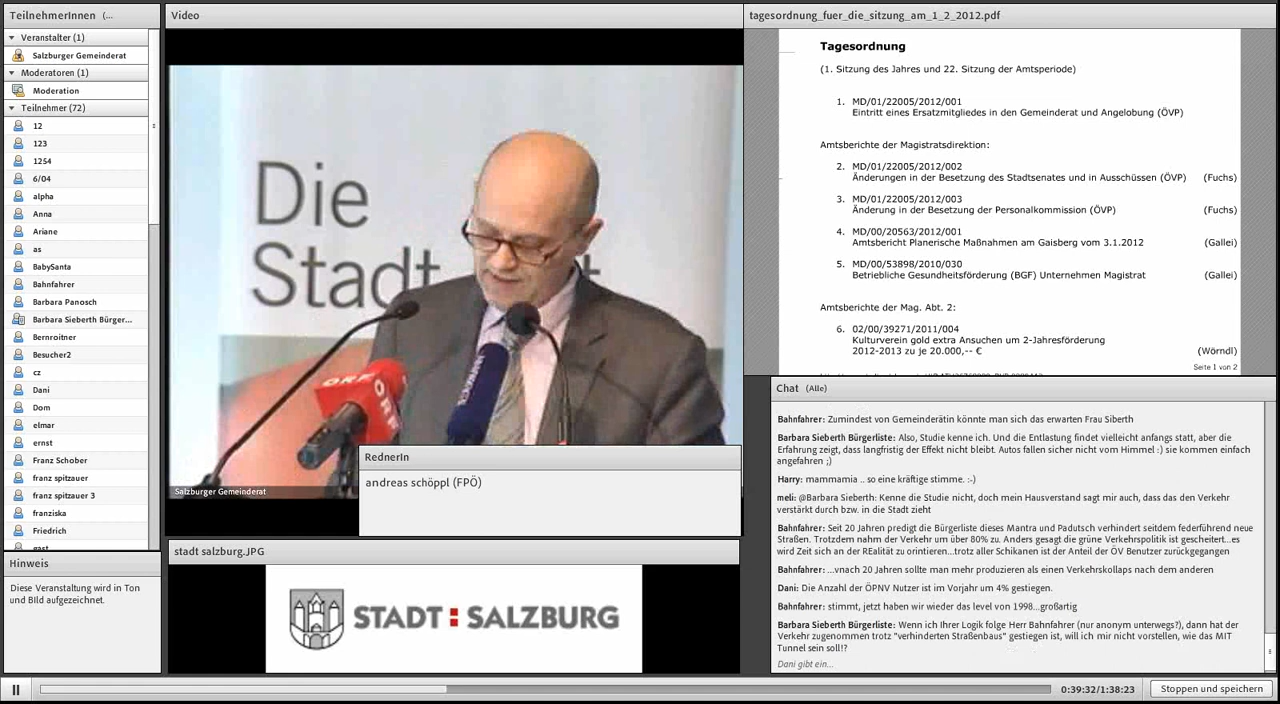 TeilnehmerInnen (...
Veranstalter (1)
Salzburger Gemeinderat
Moderatoren (1)
Moderation
Teilnehmer (72)
12
123
1254
6/04
alpha
Anna
Ariane
as
BabySanta
Bahnfahrer
Barbara Panosch
Barbara Sieberth Bürger...
Bernroitner
Besucher2
cz
Dani
Dom
elmar
ernst
Franz Schober
franz spitzauer
franz spitzauer 3
franziska
Friedrich
gast
Hinweis
Diese Veranstaltung wird in Ton
und BIld aufgezeichnet.
Video
Die
Stadt
ORF
ORF
Salzburger Gemeinderat
RednerIn
andreas schöppl (FPÖ)
stadt salzburg.JPG
STADT : SALZBURG
tagesordnung_fuer_die_sitzung_am_1_2_2012.pdf
Tagesordnung
(1. Sitzung des Jahres und 22. Sitzung der Amtsperiode)
1. MD/01/22005/2012/001
Eintritt eines Ersatzmitgliedes in den Gemeinderat und Angelobung (ÖVP)
Amtsberichte der Magistratsdirektion:
2. MD/01/22005/2012/002
Änderungen in der Besetzung des Stadtsenates und in Ausschüssen (ÖVP) (Fuchs)
3. MD/01/22005/2012/003
Änderung in der Besetzung der Personalkommission (ÖVP) (Fuchs)
4. MD/00/20563/2012/001
Amtsbericht Planerische Maßnahmen am Gaisberg vom 3.1.2012 (Gallei)
5. MD/00/53898/2010/030
Betriebliche Gesundheitsförderung (BGF) Unternehmen Magistrat (Gallei)
Amtsberichte der Mag. Abt. 2:
6. 02/00/39271/2011/004
Kulturverein gold extra Ansuchen um 2-Jahresförderung
2012-2013 zu je 20.000,-- € (Wörndl)
Seite 1 von 2
Chat (Alle)
Bahnfahrer: Zumindest von Gemeinderätin könnte man sich das erwarten Frau Siberth
Barbara Sieberth Bürgerliste: Also, Studie kenne ich. Und die Entlastung findet vielleicht anfangs statt, aber die
Erfahrung zeigt, dass langfristig der Effekt nicht bleibt. Autos fallen sicher nicht vom Himmel :) sie kommen einfach
angefahren ;)
Harry: mammamia .. so eine kräftige stimme. :-)
meli: @Barbara Sieberth: Kenne die Studie nicht, doch mein Hausverstand sagt mir auch, dass das den Verkehr
verstärkt durch bzw. in die Stadt zieht
Bahnfahrer: Seit 20 Jahren predigt die Bürgerliste dieses Mantra und Padutsch verhindert seitdem federführend neue
Straßen. Trotzdem nahm der Verkehr um über 80% zu. Anders gesagt die grüne Verkehrspolitik ist gescheitert...es
wird Zeit sich an der REalität zu orintieren...trotz aller Schikanen ist der Anteil der ÖV Benutzer zurückgegangen
Bahnfahrer: ...vnach 20 Jahren sollte man mehr produzieren als einen Verkehrskollaps nach dem anderen
Dani: Die Anzahl der ÖPNV Nutzer ist im Vorjahr um 4% gestiegen.
Bahnfahrer: stimmt, jetzt haben wir wieder das level von 1998...großartig
Barbara Sieberth Bürgerliste: Wenn ich Ihrer Logik folge Herr Bahnfahrer (nur anonym unterwegs?), dann hat der
Verkehr zugenommen trotz "verhinderten Straßenbaus" gestiegen ist, will ich mir nicht vorstellen, wie das MIT
Tunnel sein soll!?
Dani gibt ein...
0:39:32/1:38:23
Stoppen und speichern